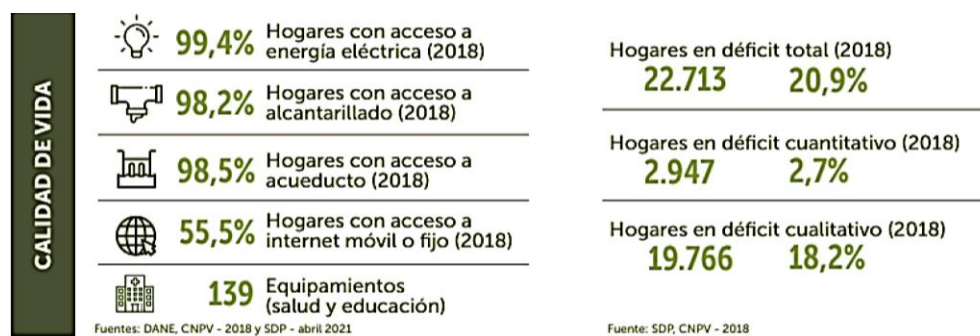 CALIDAD DE VIDA
99,4% Hogares con acceso a
energía eléctrica (2018)
98,2% Hogares con acceso a
alcantarillado (2018)
98,5% Hogares con acceso a
acueducto (2018)
55,5% Hogares con acceso a
internet móvil o fijo (2018)
139 Equipamientos
(salud y educación)
Fuentes: DANE, CNPV - 2018 y SDP - abril 2021
Hogares en déficit total (2018)
22.713 20,9%
Hogares en déficit cuantitativo (2018)
2.947 2,7%
Hogares en déficit cualitativo (2018)
19.766 18,2%
Fuente: SDP, CNPV - 2018